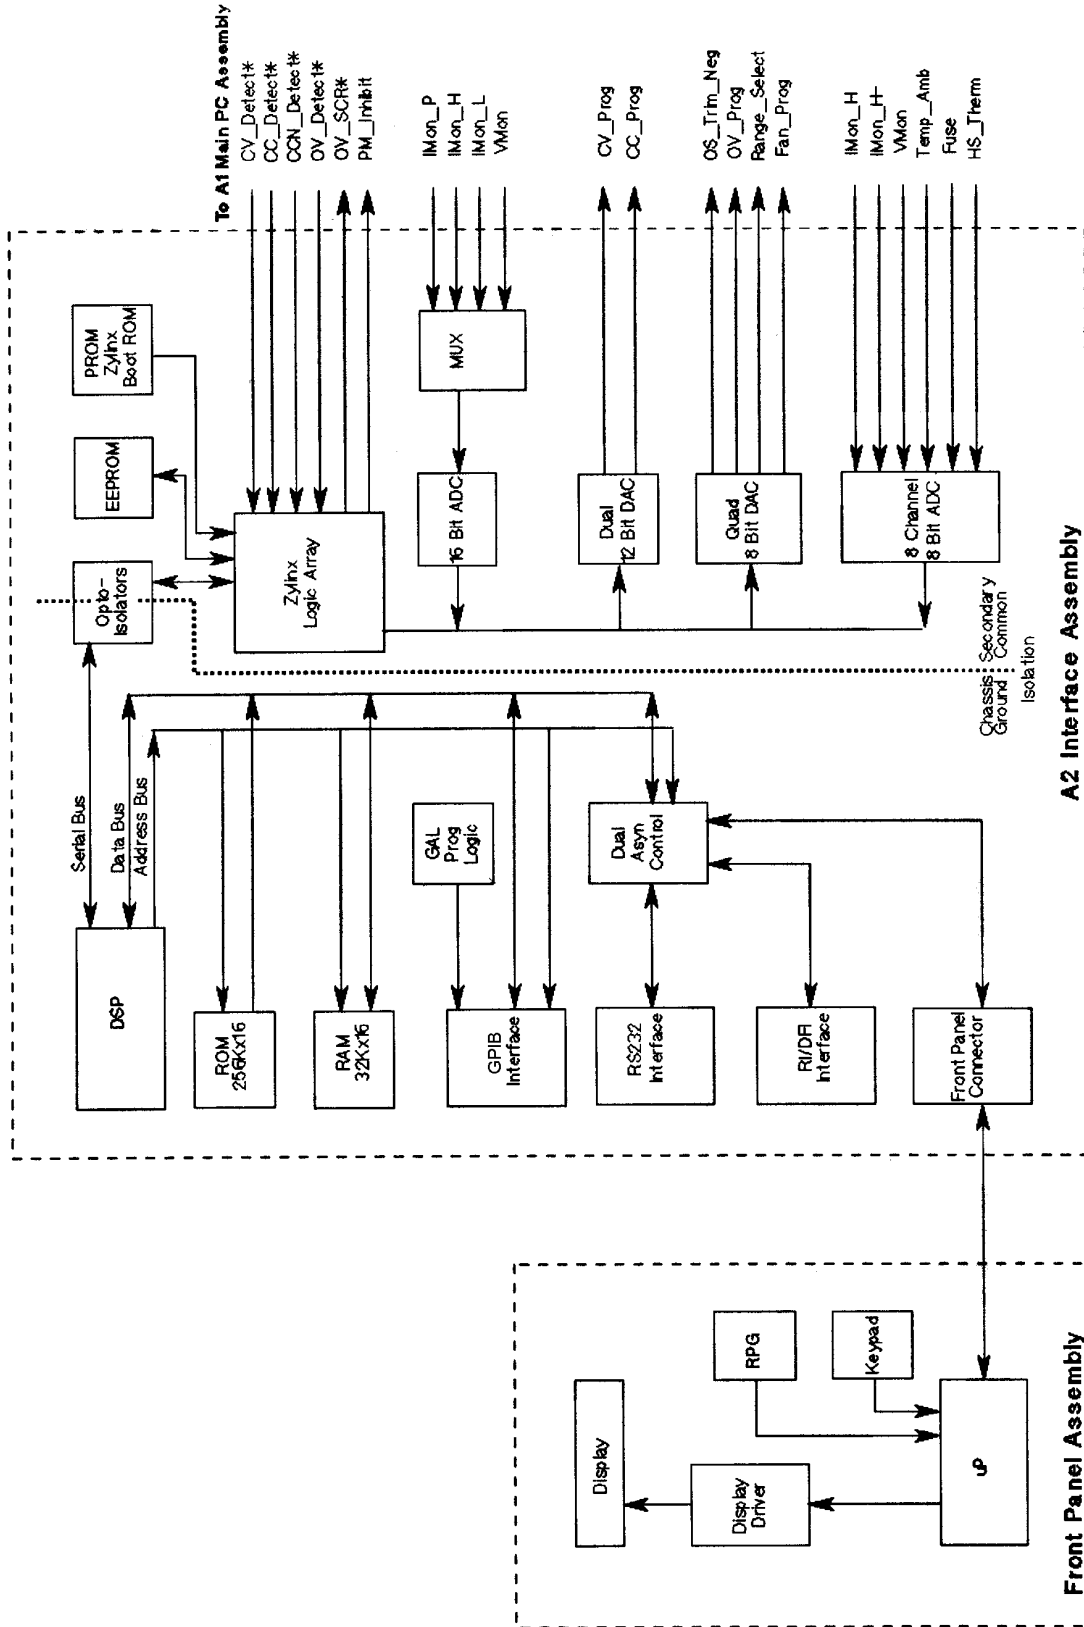 To A1 Main PC Assembly
CV_Detect*
CC_Detect*
CCN_Detect*
OV_Detect*
OV_SCR*
PM_Inhibit
IMon_P
IMon_H
IMon_L
VMon
CV_Prog
CC_Prog
OS_Trim_Neg
OV_Prog
Range_Select
Fan_Prog
IMon_H
IMon_H-
VMon
Temp_Amb
Fuse
HS_Therm
PROM
Zylinx
Boot ROM
EEPROM
Opto-
Isolators
Zylinx
Logic Array
MUX
16 Bit ADC
Dual
12 Bit DAC
Quad
8 Bit DAC
8 Channel
8 Bit ADC
Secondary
Common
Chassis
Ground
Isolation
Serial Bus
Data Bus
Address Bus
DSP
ROM
256Kx16
RAM
32Kx16
GAL
Prog
Logic
GPIB
Interface
Dual
Asyn
Control
RS232
Interface
RI/DFI
Interface
Front Panel
Connector
A2 Interface Assembly
Display
Display
Driver
RPG
Keypad
uP
Front Panel Assembly